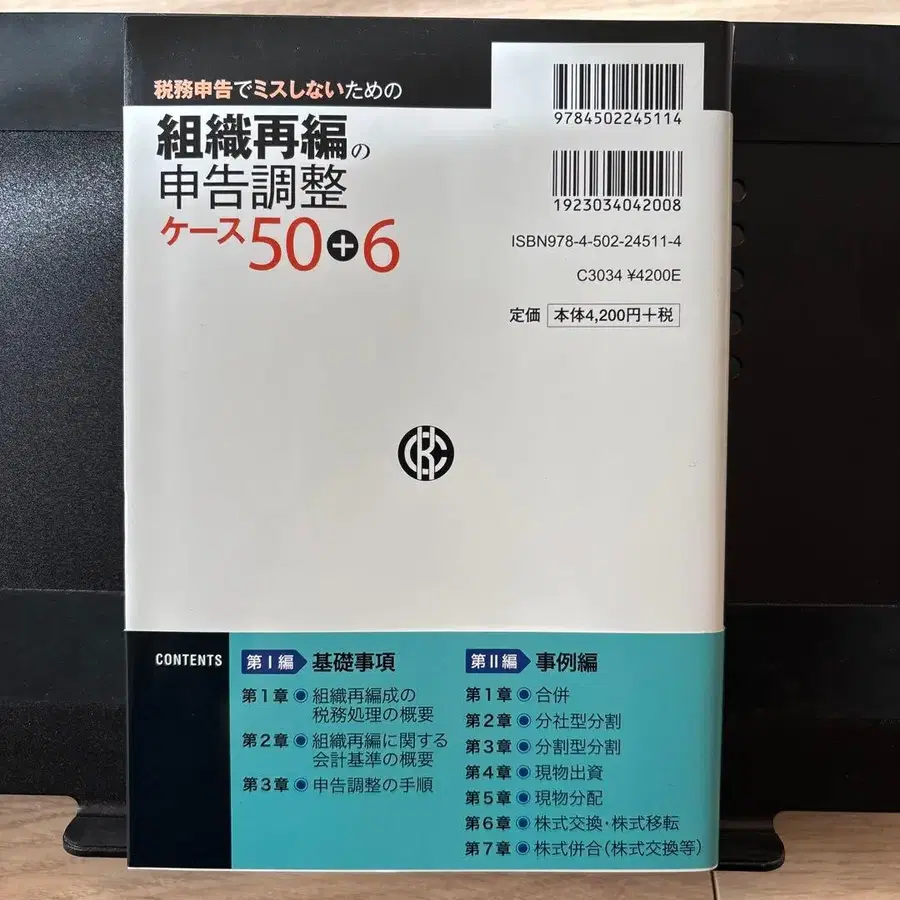 税務申告でミスしないための
組織再編の
申告調整
ケース50+6
9784502245114
1923034042008
ISBN978-4-502-24511-4
C3034 ¥4200E
定価 本体4,200円+税
CKC
CONTENTS
第Ⅰ編 基礎事項
第1章 ◉ 組織再編成の
税務処理の概要
第2章 ◉ 組織再編に関する
会計基準の概要
第3章 ◉ 申告調整の手順
第Ⅱ編 事例編
第1章 ◉ 合併
第2章 ◉ 分社型分割
第3章 ◉ 分割型分割
第4章 ◉ 現物出資
第5章 ◉ 現物分配
第6章 ◉ 株式交換・株式移転
第7章 ◉ 株式併合(株式交換等)